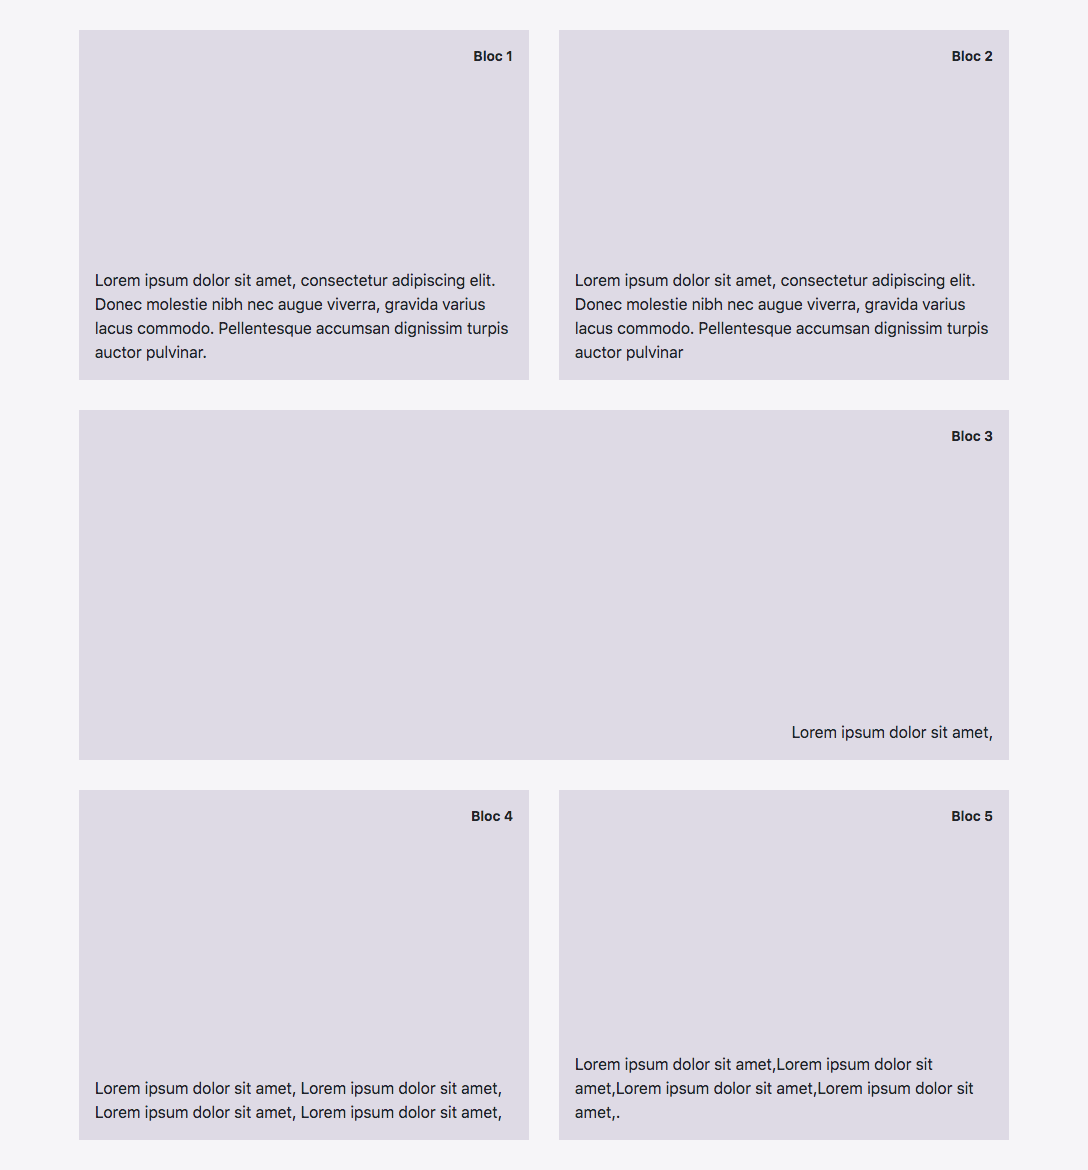 Bloc 1
Lorem ipsum dolor sit amet, consectetur adipiscing elit.
Donec molestie nibh nec augue viverra, gravida varius
lacus commodo. Pellentesque accumsan dignissim turpis
auctor pulvinar.
Bloc 2
Lorem ipsum dolor sit amet, consectetur adipiscing elit.
Donec molestie nibh nec augue viverra, gravida varius
lacus commodo. Pellentesque accumsan dignissim turpis
auctor pulvinar
Bloc 3
Lorem ipsum dolor sit amet,
Bloc 4
Lorem ipsum dolor sit amet, Lorem ipsum dolor sit amet,
Lorem ipsum dolor sit amet, Lorem ipsum dolor sit amet,
Bloc 5
Lorem ipsum dolor sit amet,Lorem ipsum dolor sit
amet,Lorem ipsum dolor sit amet,Lorem ipsum dolor sit
amet,.